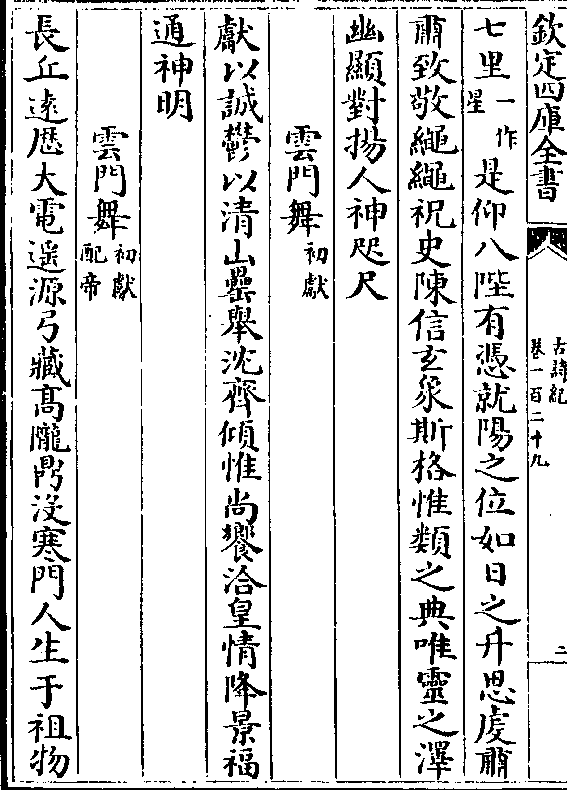 欽定四庫全書
古詩紀
卷一百二十九
二
七里一作星是仰八陛有憑就陽之位如日之升思虔肅
肅致敬繩繩祝史陳信玄象斯格惟類之典唯靈之澤
幽顯對揚人神咫尺
雲門舞初獻
獻以誠鬱以清山罍舉沈齊傾惟尚饗洽皇情降景福
通神明
雲門舞初獻配帝
長丘遠歴大電遥源弓藏髙隴鼎没寒門人生于祖物